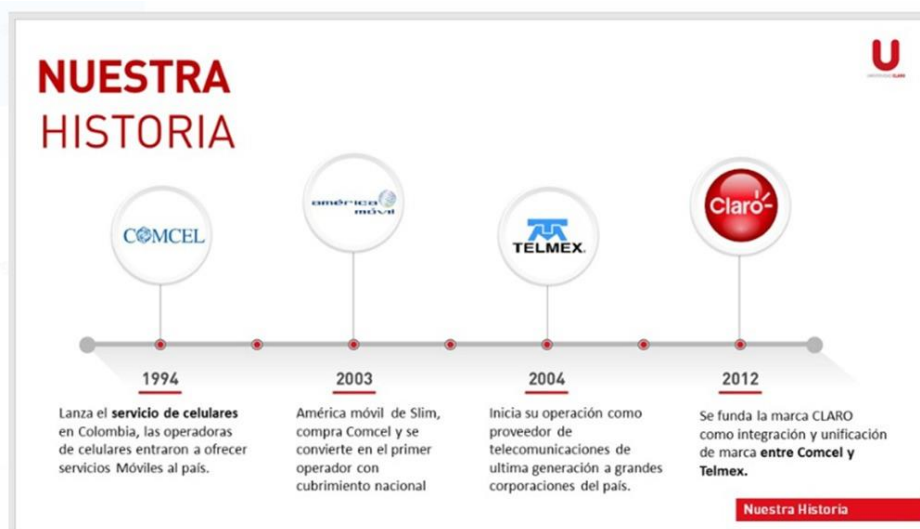 NUESTRA
HISTORIA
U
UNIVERSIDAD CLARO
COMCEL
américa
móvil
TELMEX.
Claro
1994
Lanza el servicio de celulares
en Colombia, las operadoras
de celulares entraron a ofrecer
servicios Móviles al país.
2003
América móvil de Slim,
compra Comcel y se
convierte en el primer
operador con
cubrimiento nacional
2004
Inicia su operación como
proveedor de
telecomunicaciones de
ultima generación a grandes
corporaciones del país.
2012
Se funda la marca CLARO
como integración y unificación
de marca entre Comcel y
Telmex.
Nuestra Historia